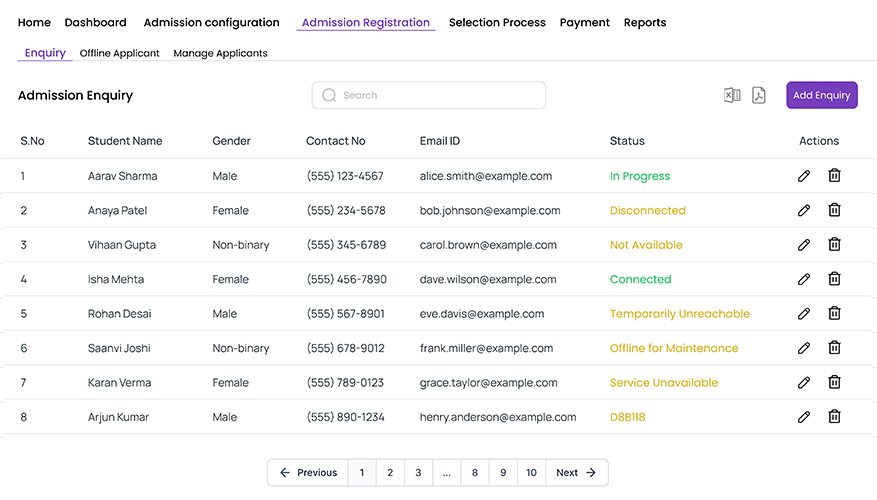 Home Dashboard Admission configuration Admission Registration Selection Process Payment Reports
Enquiry Offline Applicant Manage Applicants
Admission Enquiry Search Add Enquiry
S.No Student Name Gender Contact No Email ID Status Actions
1 Aarav Sharma Male (555) 123-4567 alice.smith@example.com In Progress
2 Anaya Patel Female (555) 234-5678 bob.johnson@example.com Disconnected
3 Vihaan Gupta Non-binary (555) 345-6789 carol.brown@example.com Not Available
4 Isha Mehta Female (555) 456-7890 dave.wilson@example.com Connected
5 Rohan Desai Male (555) 567-8901 eve.davis@example.com Temporarily Unreachable
6 Saanvi Joshi Non-binary (555) 678-9012 frank.miller@example.com Offline for Maintenance
7 Karan Verma Female (555) 789-0123 grace.taylor@example.com Service Unavailable
8 Arjun Kumar Male (555) 890-1234 henry.anderson@example.com D8B118
Previous 1 2 3 ... 8 9 10 Next